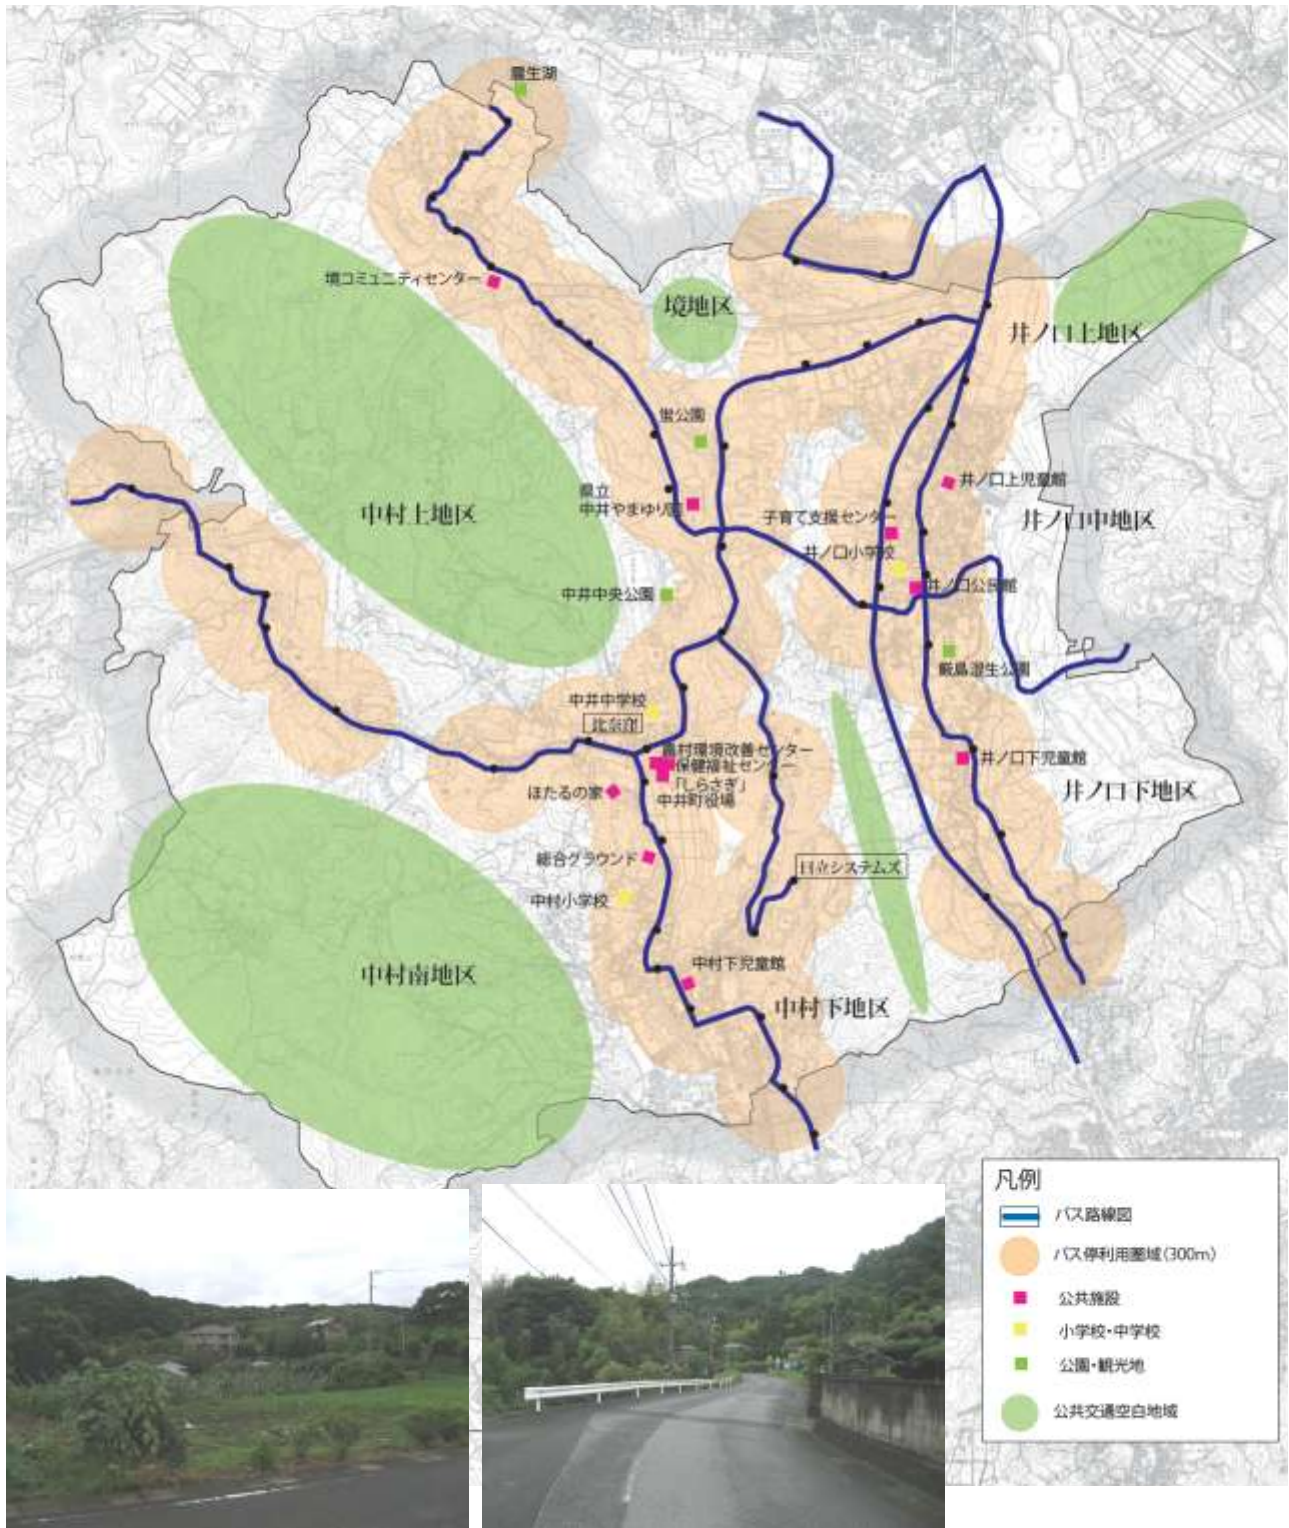 震生湖
境コミュニティセンター
境地区
井ノ口上地区
蛍公園
県立
中井やまゆり園
井ノ口上児童館
中村上地区
子育て支援センター
井ノ口中地区
井ノ口小学校
中井中央公園
井ノ口公民館
厳島湿生公園
中井中学校
比奈窪
農村環境改善センター
保健福祉センター
「しらさぎ」
中井町役場
井ノ口下児童館
井ノ口下地区
ほたるの家
総合グラウンド
日立システムズ
中村小学校
中村南地区
中村下児童館
中村下地区
凡例
バス路線図
バス停利用圏域(300m)
公共施設
小学校・中学校
公園・観光地
公共交通空白地域